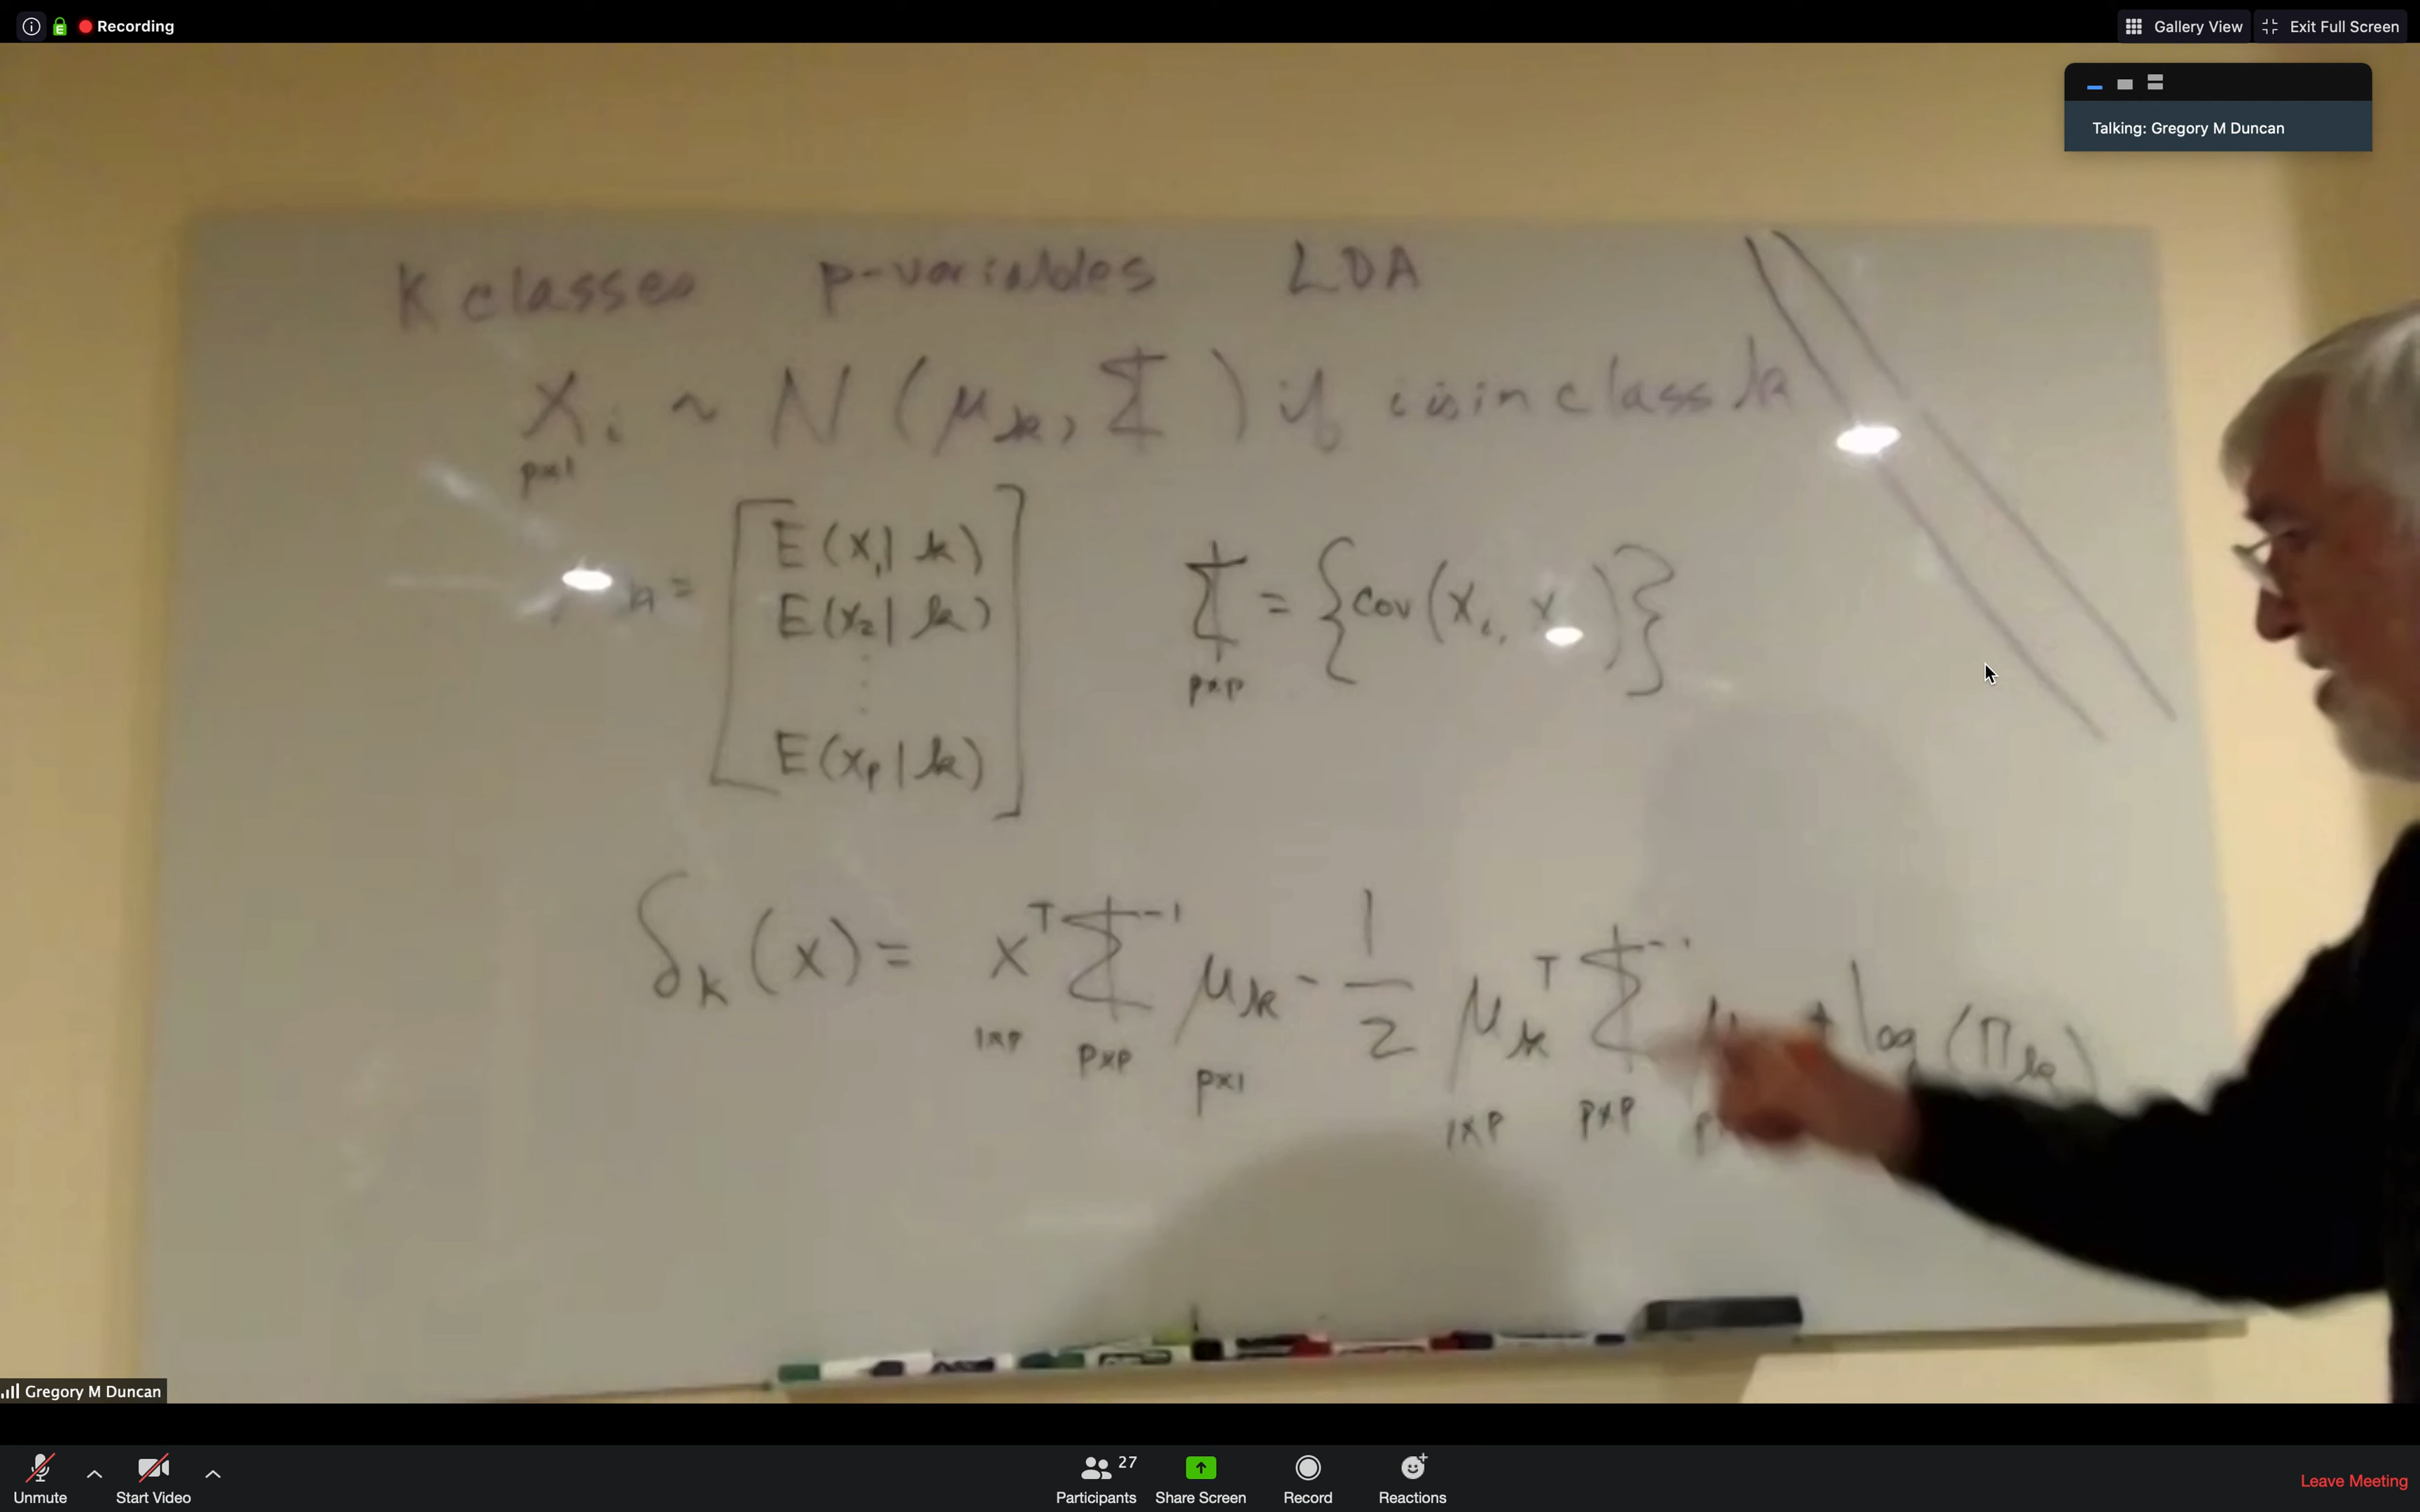 Recording
Gallery View Exit Full Screen
Talking: Gregory M Duncan
K classes p-variables LDA
X_i ~ N(μ_k, Σ) if i is in class k
p×1
k = [E(x_1|k)
E(x_2|k)
⋮
E(x_p|k)]
Σ = {cov(x_i, x )}
p×p
δ_k(x) = x^T Σ^-1 μ_k - 1/2 μ_k^T Σ^-1 μ + log(π_k)
1×p p×p p×1 1×p p×p p
Gregory M Duncan
Unmute Start Video Participants 27 Share Screen Record Reactions Leave Meeting